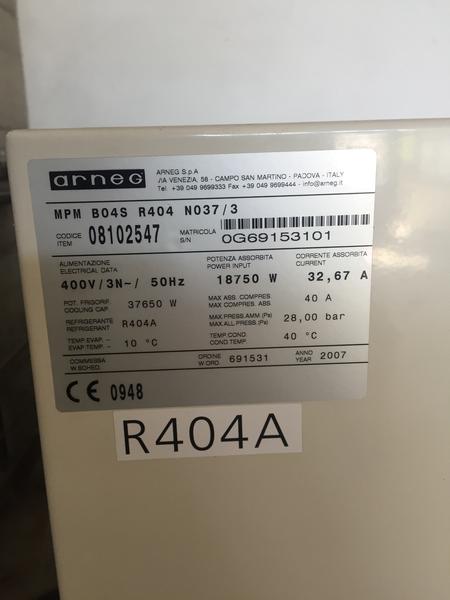 arneg
ARNEG S.p.A
VIA VENEZIA, 58 - CAMPO SAN MARTINO - PADOVA - ITALY
Tel. +39 049 9699333 Fax +39 049 9699444 - info@arneg.it
MPM B04S R404 N037/3
CODICE ITEM 08102547 MATRICOLA S/N 0G69153101
ALIMENTAZIONE ELECTRICAL DATA POTENZA ASSORBITA POWER INPUT CORRENTE ASSORBITA CURRENT
400V/3N~/ 50Hz 18750 W 32,67 A
POT. FRIGORIF. COOLING CAP. 37650 W MAX ABS. COMPRES. MAX COMPRES. ABS 40 A
REFRIGERANTE REFRIGERANT R404A MAX.PRESS.AMM.(Pa) MAX.ALL.PRESS.(Pa) 28,00 bar
TEMP.EVAP. - EVAP.TEMP. - 10 °C TEMP.COND. COND.TEMP. 40 °C
COMMESSA W.SCHED. ORDINE W.ORD. 691531 ANNO YEAR 2007
CE 0948
R404A